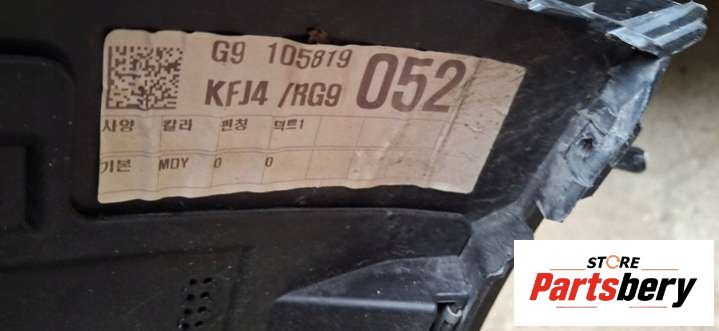 G9 105819
KFJ4 /RG9 052
사양 칼라 펜칭 덕트1
기본 MDY 0 0
STORE
Partsbery